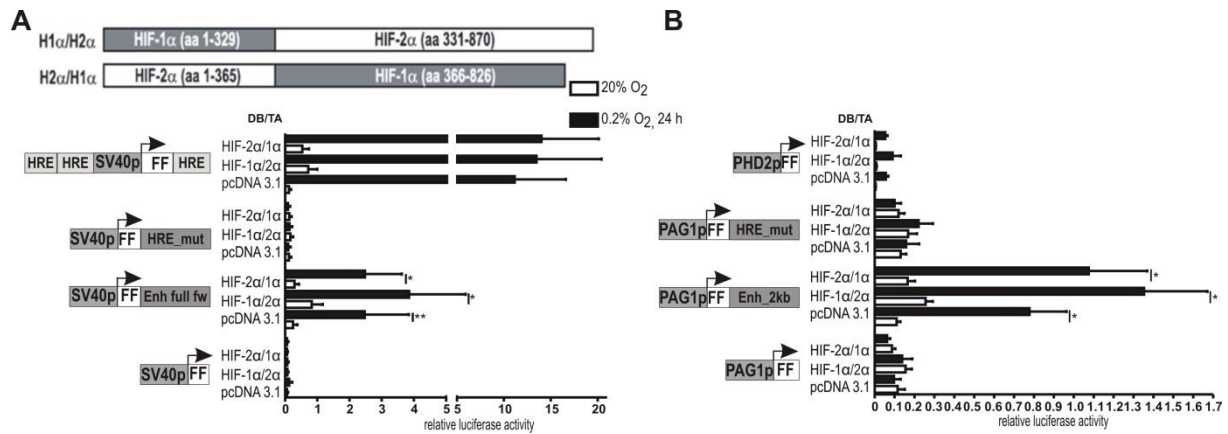 A
H1α/H2α HIF-1α (aa 1-329) HIF-2α (aa 331-870)
H2α/H1α HIF-2α (aa 1-365) HIF-1α (aa 366-826)
20% O2
0.2% O2, 24 h
DB/TA
HRE HRE SV40p FF HRE
HIF-2α/1α
HIF-1α/2α
pcDNA 3.1
SV40p FF HRE_mut
HIF-2α/1α
HIF-1α/2α
pcDNA 3.1
SV40p FF Enh full fw
HIF-2α/1α *
HIF-1α/2α *
pcDNA 3.1 **
SV40p FF
HIF-2α/1α
HIF-1α/2α
pcDNA 3.1
0 1 2 3 4 5 5 10 15 20
relative luciferase activity
B
DB/TA
PHD2p FF
HIF-2α/1α
HIF-1α/2α
pcDNA 3.1
PAG1p FF HRE_mut
HIF-2α/1α
HIF-1α/2α
pcDNA 3.1
PAG1p FF Enh_2kb
HIF-2α/1α *
HIF-1α/2α *
pcDNA 3.1 *
PAG1p FF
HIF-2α/1α
HIF-1α/2α
pcDNA 3.1
0 0.1 0.2 0.3 0.4 0.5 0.6 0.7 0.8 0.9 1.0 1.1 1.2 1.3 1.4 1.5 1.6 1.7
relative luciferase activity